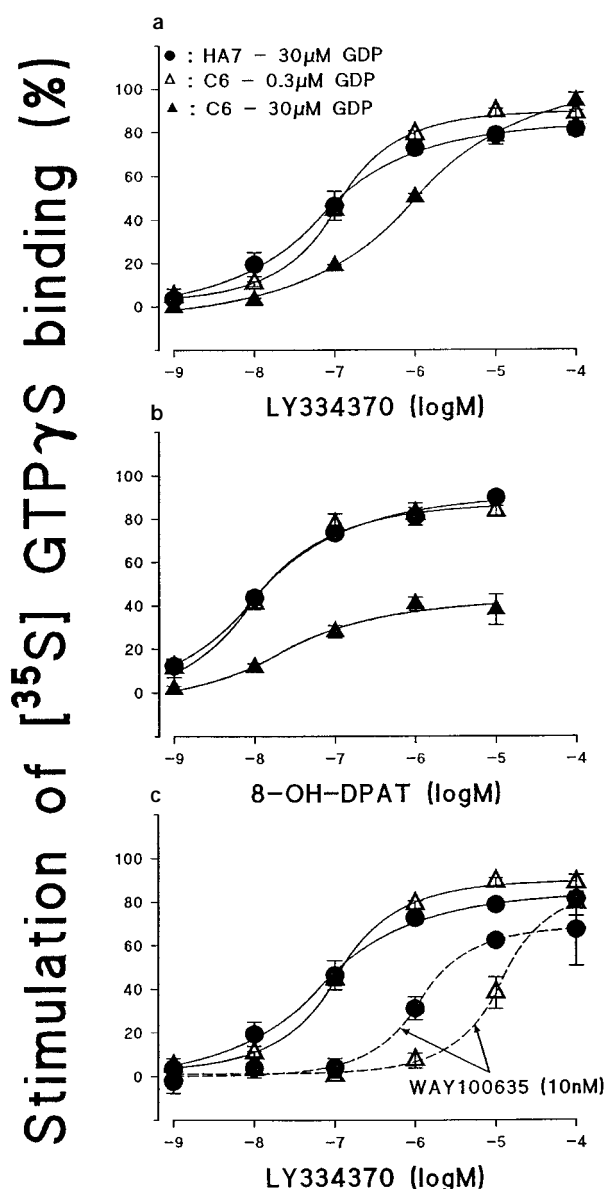 Stimulation of [³⁵S] GTPγS binding (%)
a
● : HA7 – 30μM GDP
△ : C6 – 0.3μM GDP
▲ : C6 – 30μM GDP
100
80
60
40
20
0
-9 -8 -7 -6 -5 -4
LY334370 (logM)
b
100
80
60
40
20
0
-9 -8 -7 -6 -5 -4
8-OH-DPAT (logM)
c
100
80
60
40
20
0
WAY100635 (10nM)
-9 -8 -7 -6 -5 -4
LY334370 (logM)